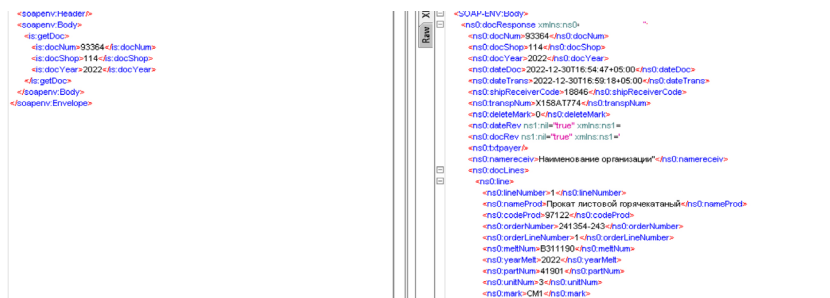 <soapenv:Header/>
<soapenv:Body>
<is:getDoc>
<is:docNum>93364</is:docNum>
<is:docShop>114</is:docShop>
<is:docYear>2022</is:docYear>
</is:getDoc>
</soapenv:Body>
</soapenv:Envelope>
Raw
<SOAP-ENV:Body>
<ns0:docResponse xmlns:ns0=
<ns0:docNum>93364</ns0:docNum>
<ns0:docShop>114</ns0:docShop>
<ns0:docYear>2022</ns0:docYear>
<ns0:dateDoc>2022-12-30T16:54:47+05:00</ns0:dateDoc>
<ns0:dateTrans>2022-12-30T16:59:18+05:00</ns0:dateTrans>
<ns0:shipReceiverCode>18846</ns0:shipReceiverCode>
<ns0:transpNum>X158AT774</ns0:transpNum>
<ns0:deleteMark>0</ns0:deleteMark>
<ns0:dateRev ns1:nil="true" xmlns:ns1=
<ns0:docRev ns1:nil="true" xmlns:ns1="
<ns0:txtpayer/>
<ns0:namereceiv>Наименование организации"</ns0:namereceiv>
<ns0:docLines>
<ns0:line>
<ns0:lineNumber>1</ns0:lineNumber>
<ns0:nameProd>Прокат листовой горячекатаный</ns0:nameProd>
<ns0:codeProd>97122</ns0:codeProd>
<ns0:orderNumber>241354-243</ns0:orderNumber>
<ns0:orderLineNumber>1</ns0:orderLineNumber>
<ns0:meltNum>B311190</ns0:meltNum>
<ns0:yearMelt>2022</ns0:yearMelt>
<ns0:partNum>41901</ns0:partNum>
<ns0:unitNum>3</ns0:unitNum>
<ns0:mark>CM1</ns0:mark>